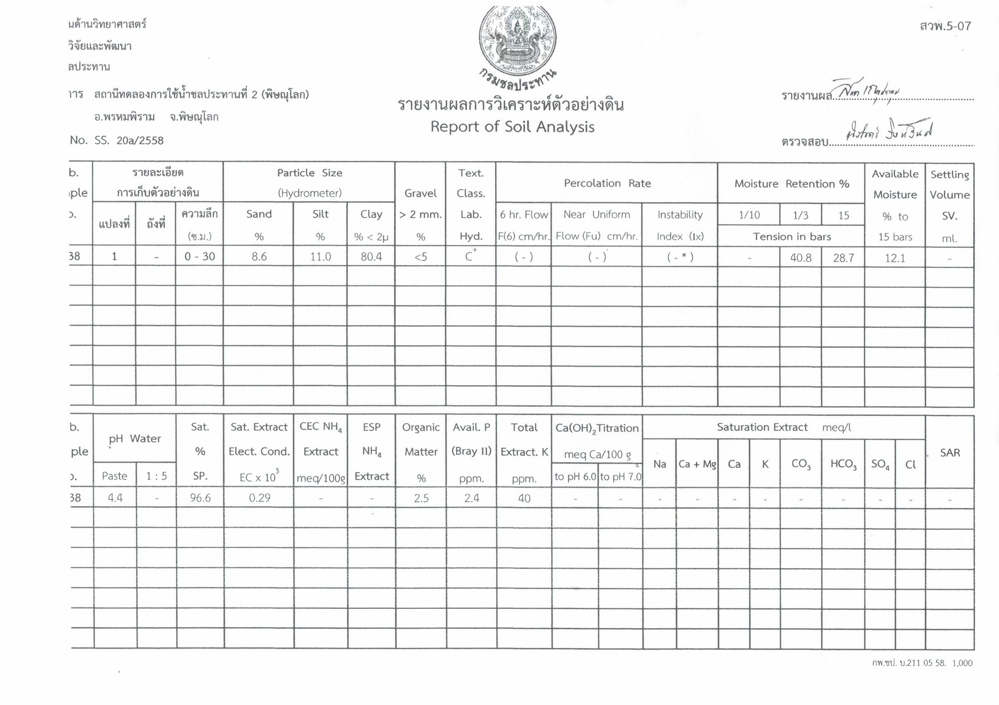 นด้านวิทยาศาสตร์
วิจัยและพัฒนา
ลประทาน
าร สถานีทดลองการใช้น้ำชลประทานที่ 2 (พิษณุโลก)
อ.พรหมพิราม จ.พิษณุโลก
No. SS. 20a/2558
กรมชลประทาน
รายงานผลการวิเคราะห์ตัวอย่างดิน
Report of Soil Analysis
สวพ.5-07
รายงานผล
ตรวจสอบ
b. รายละเอียด Particle Size Text. Percolation Rate Moisture Retention % Available Settling
ple การเก็บตัวอย่างดิน (Hydrometer) Gravel Class. Moisture Volume
แปลงที่ ถังที่ ความลึก Sand Silt Clay > 2 mm. Lab. 6 hr. Flow Near Uniform Instability 1/10 1/3 15 % to SV.
(ซ.ม.) % % % < 2µ % Hyd. F(6) cm/hr. Flow (Fu) cm/hr. Index (Ix) Tension in bars 15 bars ml.
38 1 - 0 - 30 8.6 11.0 80.4 <5 C+ ( - ) ( - ) ( - * ) - 40.8 28.7 12.1 -
b. pH Water Sat. Sat. Extract CEC NH4 ESP Organic Avail. P Total Ca(OH)2Titration Saturation Extract meq/l
ple % Elect. Cond. Extract NH4 Matter (Bray II) Extract. K meq Ca/100 g Na Ca + Mg Ca K CO3 HCO3 SO4 Cl SAR
Paste 1 : 5 SP. EC x 103 meq/100g Extract % ppm. ppm. to pH 6.0 to pH 7.0
38 4.4 - 96.6 0.29 - - 2.5 2.4 40 - - - - - - - - - - -
กพ.ชป. บ.211 05 58. 1,000